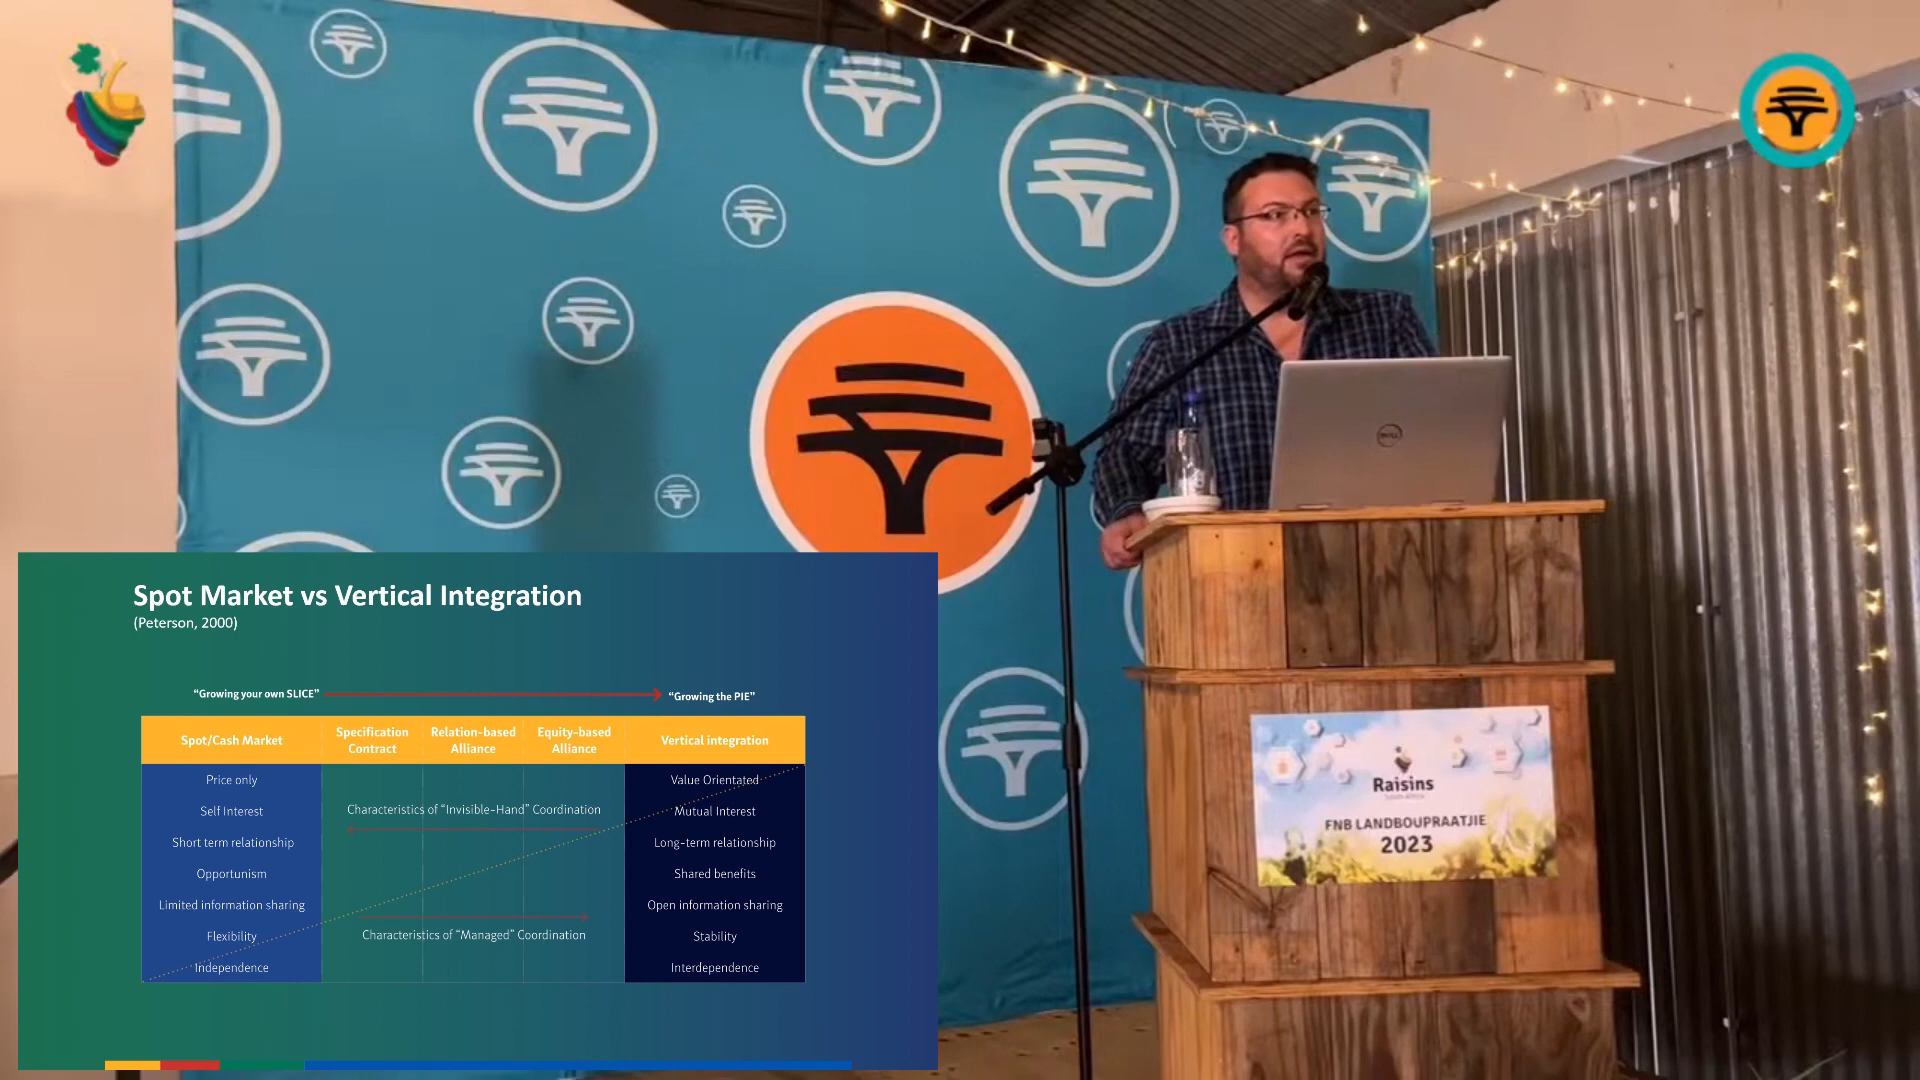 Spot Market vs Vertical Integration
(Peterson, 2000)
“Growing your own SLICE”
“Growing the PIE”
Spot/Cash Market
Specification
Contract
Relation-based
Alliance
Equity-based
Alliance
Vertical integration
Price only
Self Interest
Short term relationship
Opportunism
Limited information sharing
Flexibility
Independence
Characteristics of “Invisible-Hand” Coordination
Characteristics of “Managed” Coordination
Value Orientated
Mutual Interest
Long-term relationship
Shared benefits
Open information sharing
Stability
Interdependence
DELL
Raisins
South Africa
FNB LANDBOUPRAATJIE
2023